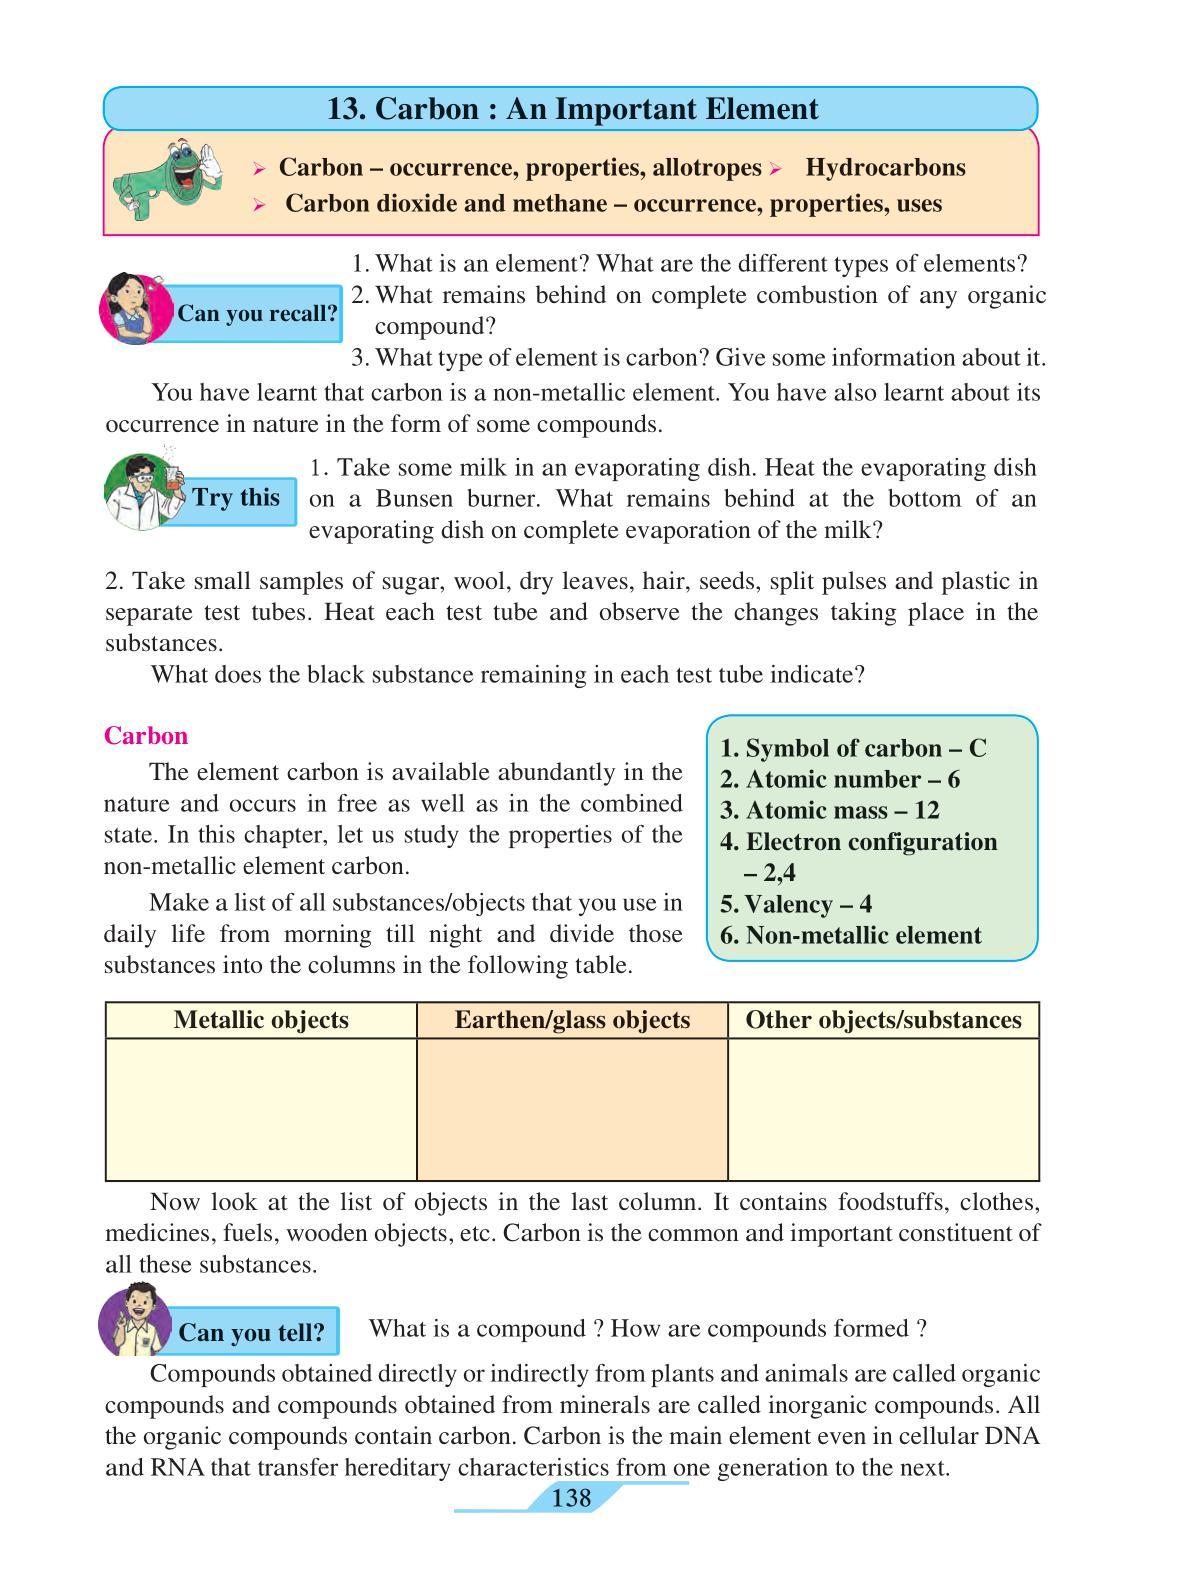 13. Carbon : An Important Element
➢ Carbon – occurrence, properties, allotropes ➢ Hydrocarbons
➢ Carbon dioxide and methane – occurrence, properties, uses
Can you recall?
1. What is an element? What are the different types of elements?
2. What remains behind on complete combustion of any organic
compound?
3. What type of element is carbon? Give some information about it.
You have learnt that carbon is a non-metallic element. You have also learnt about its
occurrence in nature in the form of some compounds.
Try this
1. Take some milk in an evaporating dish. Heat the evaporating dish
on a Bunsen burner. What remains behind at the bottom of an
evaporating dish on complete evaporation of the milk?
2. Take small samples of sugar, wool, dry leaves, hair, seeds, split pulses and plastic in
separate test tubes. Heat each test tube and observe the changes taking place in the
substances.
What does the black substance remaining in each test tube indicate?
Carbon
The element carbon is available abundantly in the
nature and occurs in free as well as in the combined
state. In this chapter, let us study the properties of the
non-metallic element carbon.
Make a list of all substances/objects that you use in
daily life from morning till night and divide those
substances into the columns in the following table.
1. Symbol of carbon – C
2. Atomic number – 6
3. Atomic mass – 12
4. Electron configuration
– 2,4
5. Valency – 4
6. Non-metallic element
Metallic objects Earthen/glass objects Other objects/substances
Now look at the list of objects in the last column. It contains foodstuffs, clothes,
medicines, fuels, wooden objects, etc. Carbon is the common and important constituent of
all these substances.
Can you tell?
What is a compound ? How are compounds formed ?
Compounds obtained directly or indirectly from plants and animals are called organic
compounds and compounds obtained from minerals are called inorganic compounds. All
the organic compounds contain carbon. Carbon is the main element even in cellular DNA
and RNA that transfer hereditary characteristics from one generation to the next.
138